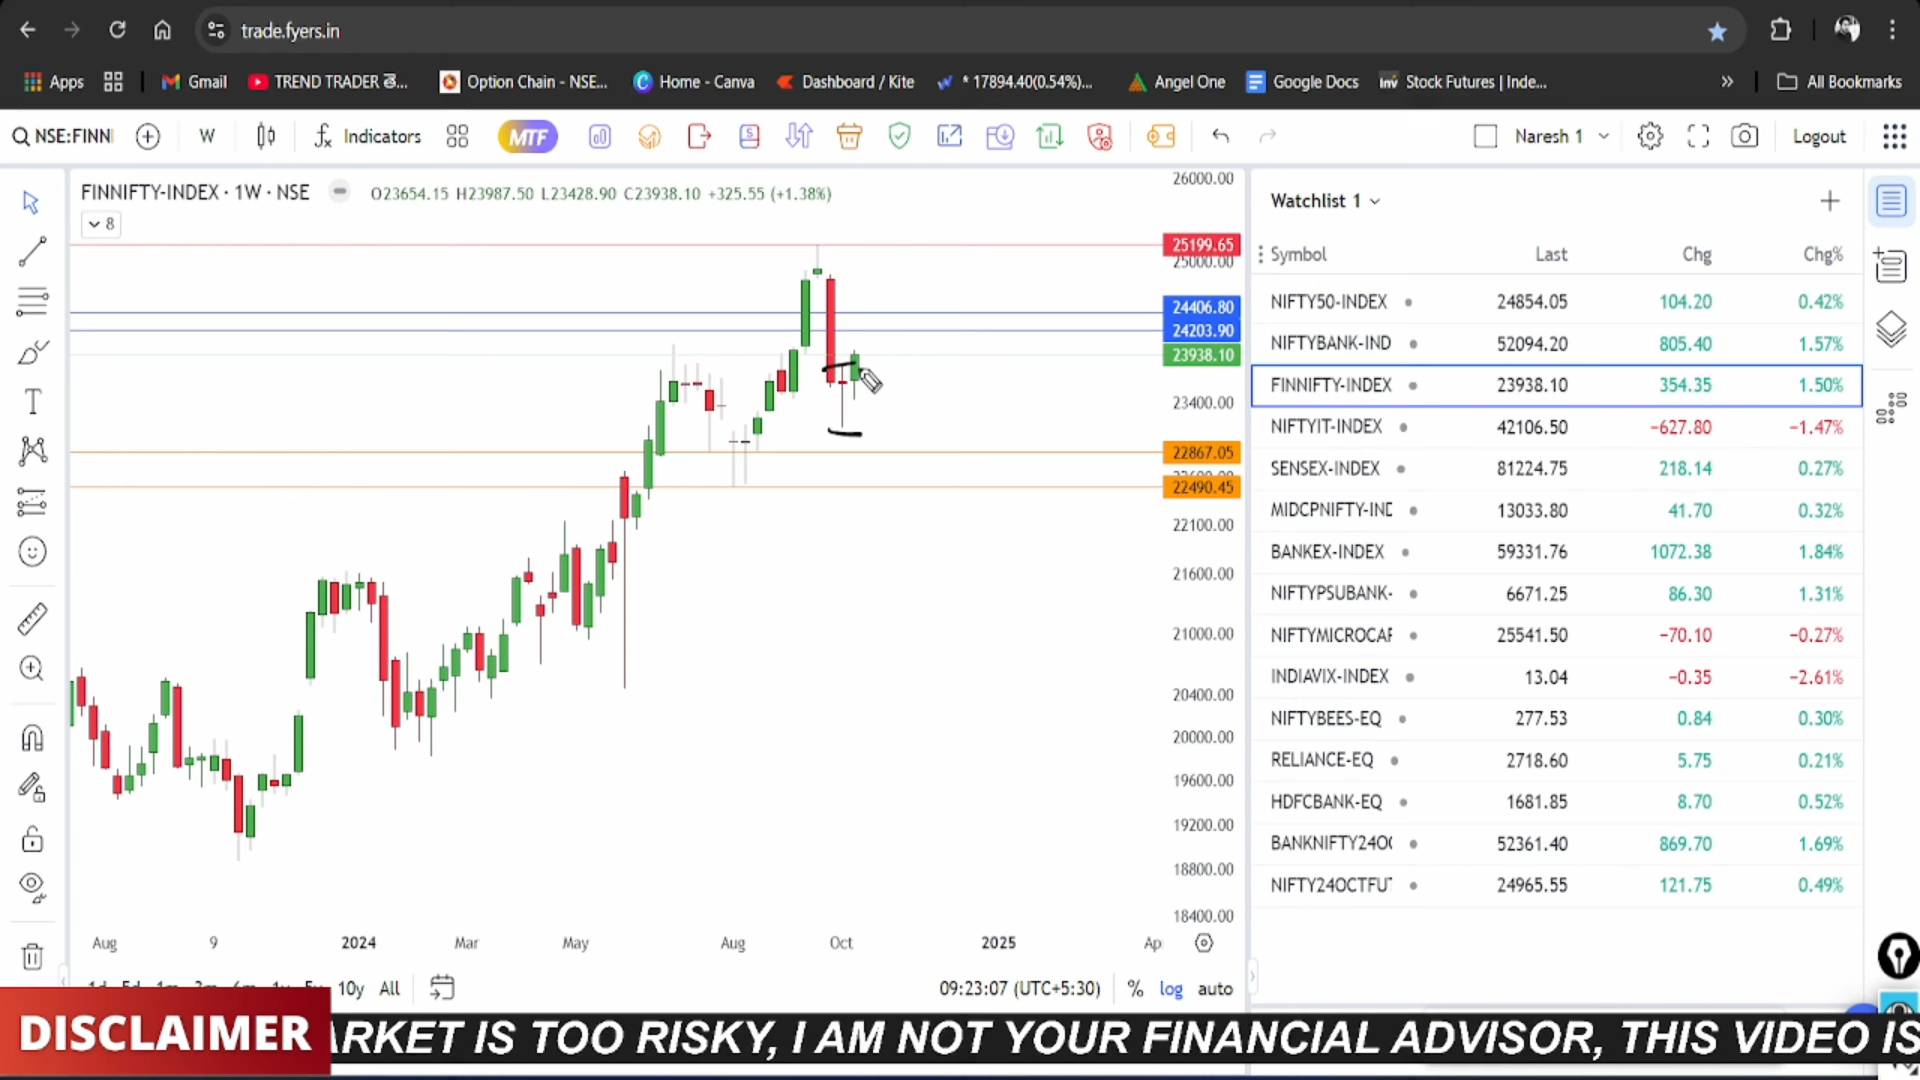 trade.fyers.in
Apps Gmail TREND TRADER Option Chain - NSE... Home - Canva Dashboard / Kite * 17894.40(0.54%)... Angel One Google Docs Inv Stock Futures | Inde... » All Bookmarks
NSE:FINNI W Indicators MTF Naresh 1 Logout
FINNIFTY-INDEX · 1W · NSE O23654.15 H23987.50 L23428.90 C23938.10 +325.55 (+1.38%)
8
26000.00
25199.65
25000.00
24406.80
24203.90
23938.10
23400.00
22867.05
22490.45
22100.00
21600.00
21000.00
20400.00
20000.00
19600.00
19200.00
18800.00
18400.00
Aug 9 2024 Mar May Aug Oct 2025 Ap
1d 5d 1m 3m 6m 1y 5y 10y All 09:23:07 (UTC+5:30) % log auto
Watchlist 1
Symbol Last Chg Chg%
NIFTY50-INDEX 24854.05 104.20 0.42%
NIFTYBANK-IND 52094.20 805.40 1.57%
FINNIFTY-INDEX 23938.10 354.35 1.50%
NIFTYIT-INDEX 42106.50 −627.80 −1.47%
SENSEX-INDEX 81224.75 218.14 0.27%
MIDCPNIFTY-INC 13033.80 41.70 0.32%
BANKEX-INDEX 59331.76 1072.38 1.84%
NIFTYPSUBANK- 6671.25 86.30 1.31%
NIFTYMICROCAF 25541.50 −70.10 −0.27%
INDIAVIX-INDEX 13.04 −0.35 −2.61%
NIFTYBEES-EQ 277.53 0.84 0.30%
RELIANCE-EQ 2718.60 5.75 0.21%
HDFCBANK-EQ 1681.85 8.70 0.52%
BANKNIFTY24O 52361.40 869.70 1.69%
NIFTY24OCTFUT 24965.55 121.75 0.49%
DISCLAIMER ARKET IS TOO RISKY, I AM NOT YOUR FINANCIAL ADVISOR, THIS VIDEO IS